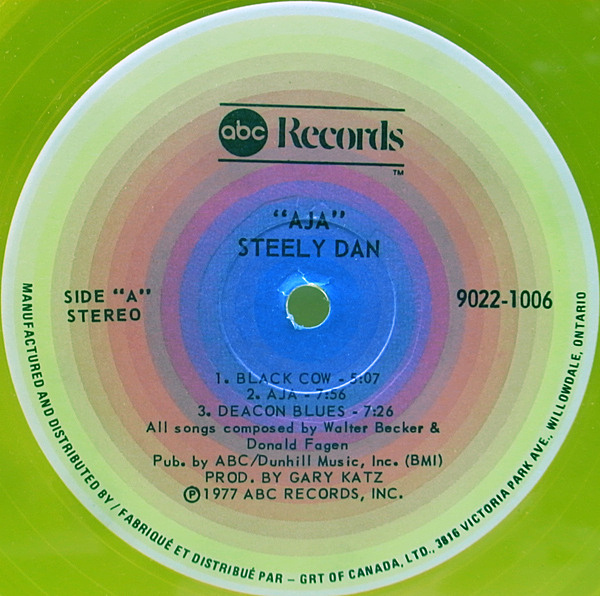 abc Records
TM
"AJA"
STEELY DAN
SIDE "A"
STEREO
9022-1006
1. BLACK COW - 5:07
2. AJA - 7:56
3. DEACON BLUES - 7:26
All songs composed by Walter Becker &
Donald Fagen
Pub. by ABC/Dunhill Music, Inc. (BMI)
PROD. BY GARY KATZ
Ⓟ1977 ABC RECORDS, INC.
MANUFACTURED AND DISTRIBUTED BY / FABRIQUÉ ET DISTRIBUÉ PAR - GRT OF CANADA, LTD., 3816 VICTORIA PARK AVE., WILLOWDALE, ONTARIO